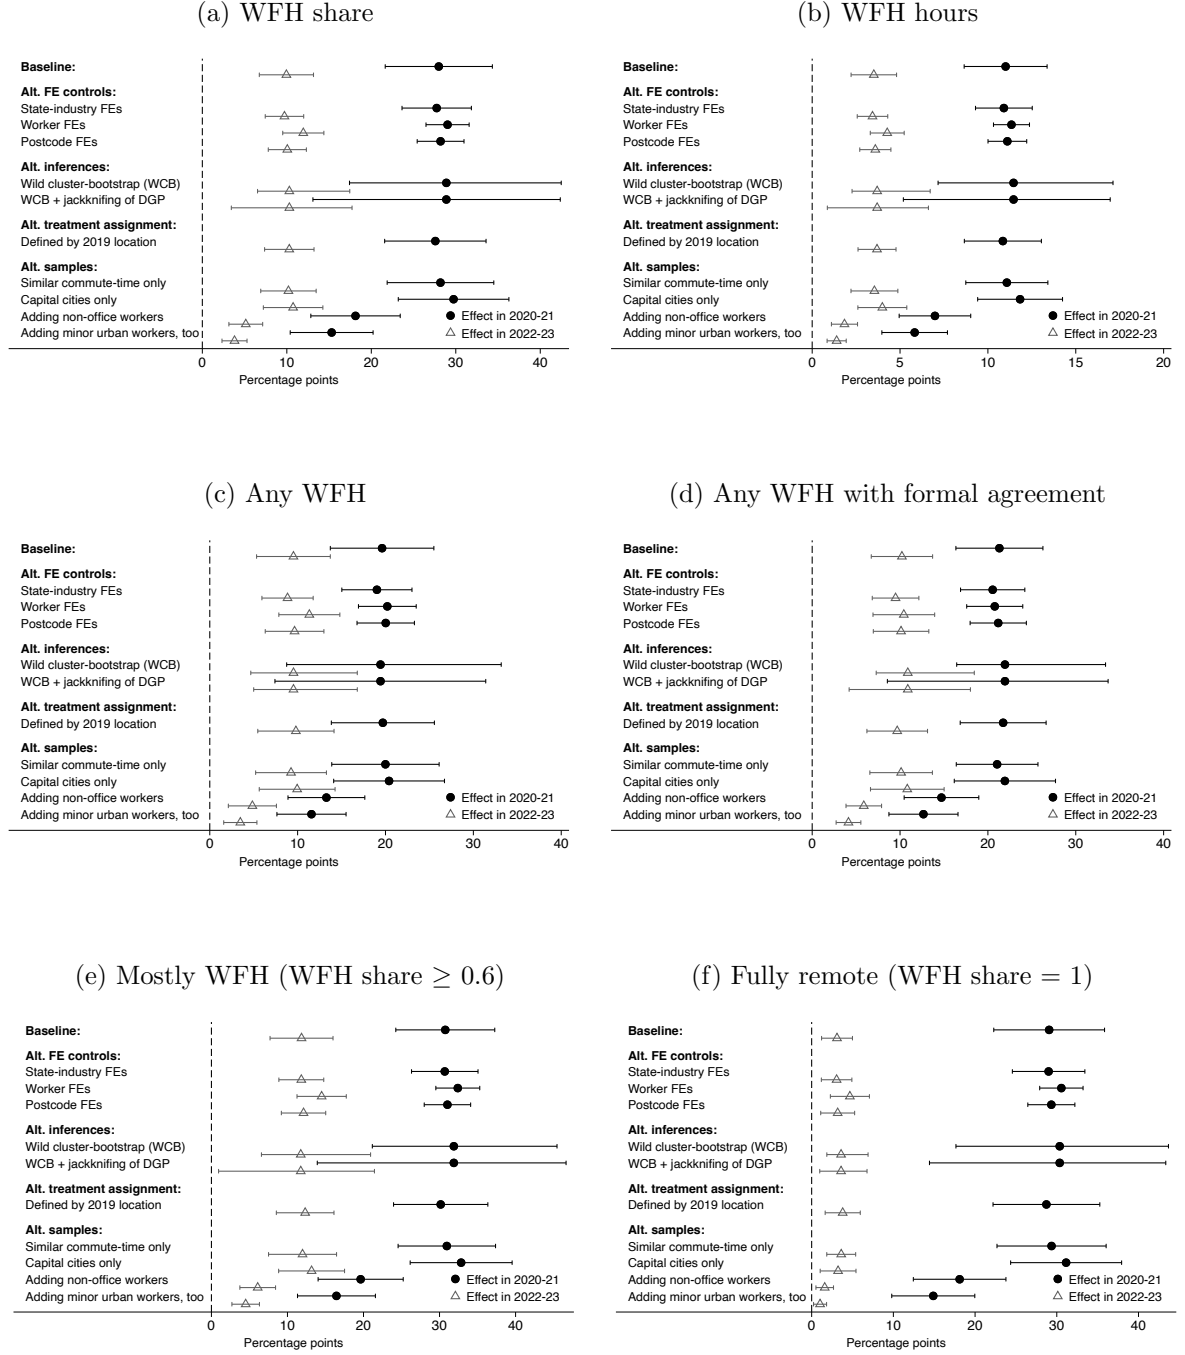 (a) WFH share
Baseline:
Alt. FE controls:
State-industry FEs
Worker FEs
Postcode FEs
Alt. inferences:
Wild cluster-bootstrap (WCB)
WCB + jackknifing of DGP
Alt. treatment assignment:
Defined by 2019 location
Alt. samples:
Similar commute-time only
Capital cities only
Adding non-office workers
Adding minor urban workers, too
Effect in 2020-21
Effect in 2022-23
0 10 20 30 40
Percentage points
(b) WFH hours
Baseline:
Alt. FE controls:
State-industry FEs
Worker FEs
Postcode FEs
Alt. inferences:
Wild cluster-bootstrap (WCB)
WCB + jackknifing of DGP
Alt. treatment assignment:
Defined by 2019 location
Alt. samples:
Similar commute-time only
Capital cities only
Adding non-office workers
Adding minor urban workers, too
Effect in 2020-21
Effect in 2022-23
0 5 10 15 20
Percentage points
(c) Any WFH
Baseline:
Alt. FE controls:
State-industry FEs
Worker FEs
Postcode FEs
Alt. inferences:
Wild cluster-bootstrap (WCB)
WCB + jackknifing of DGP
Alt. treatment assignment:
Defined by 2019 location
Alt. samples:
Similar commute-time only
Capital cities only
Adding non-office workers
Adding minor urban workers, too
Effect in 2020-21
Effect in 2022-23
0 10 20 30 40
Percentage points
(d) Any WFH with formal agreement
Baseline:
Alt. FE controls:
State-industry FEs
Worker FEs
Postcode FEs
Alt. inferences:
Wild cluster-bootstrap (WCB)
WCB + jackknifing of DGP
Alt. treatment assignment:
Defined by 2019 location
Alt. samples:
Similar commute-time only
Capital cities only
Adding non-office workers
Adding minor urban workers, too
Effect in 2020-21
Effect in 2022-23
0 10 20 30 40
Percentage points
(e) Mostly WFH (WFH share ≥ 0.6)
Baseline:
Alt. FE controls:
State-industry FEs
Worker FEs
Postcode FEs
Alt. inferences:
Wild cluster-bootstrap (WCB)
WCB + jackknifing of DGP
Alt. treatment assignment:
Defined by 2019 location
Alt. samples:
Similar commute-time only
Capital cities only
Adding non-office workers
Adding minor urban workers, too
Effect in 2020-21
Effect in 2022-23
0 10 20 30 40
Percentage points
(f) Fully remote (WFH share = 1)
Baseline:
Alt. FE controls:
State-industry FEs
Worker FEs
Postcode FEs
Alt. inferences:
Wild cluster-bootstrap (WCB)
WCB + jackknifing of DGP
Alt. treatment assignment:
Defined by 2019 location
Alt. samples:
Similar commute-time only
Capital cities only
Adding non-office workers
Adding minor urban workers, too
Effect in 2020-21
Effect in 2022-23
0 10 20 30 40
Percentage points